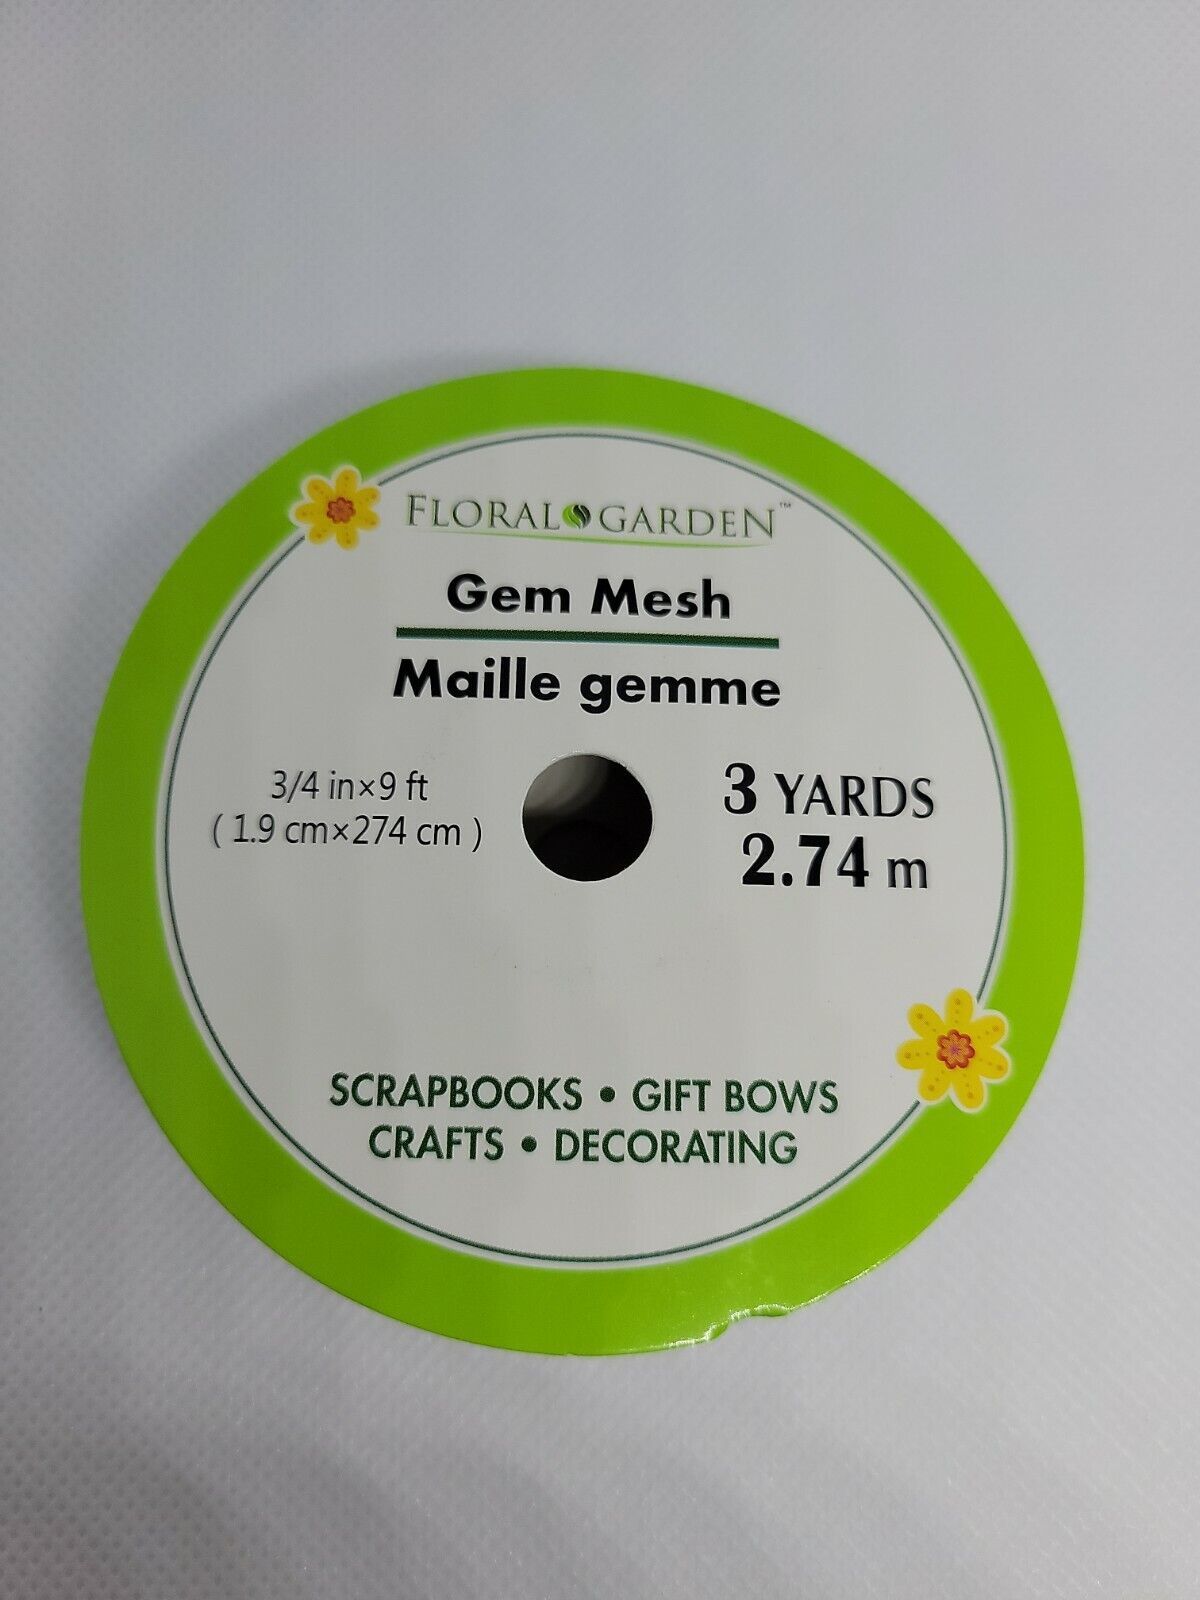 FLORAL GARDEN™
Gem Mesh
Maille gemme
3/4 in×9 ft
( 1.9 cm×274 cm )
3 YARDS
2.74 m
SCRAPBOOKS • GIFT BOWS
CRAFTS • DECORATING